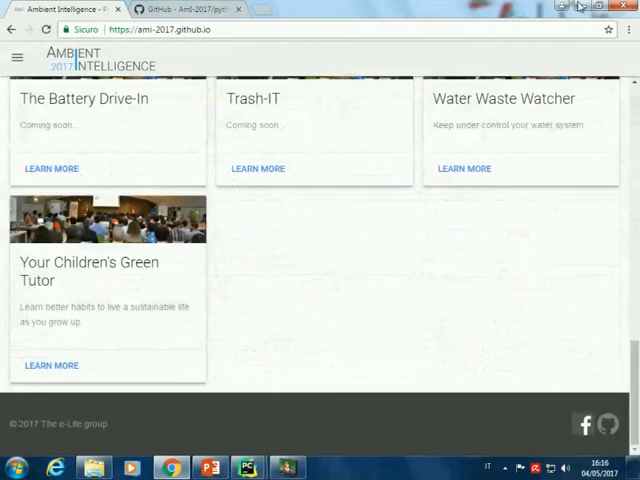 Ambient Intelligence - P
GitHub - AmI-2017/pyth
Sicuro
https://ami-2017.github.io
AMBIENT
2017 INTELLIGENCE
The Battery Drive-In
Trash-IT
Water Waste Watcher
Coming soon...
Coming soon...
Keep under control your water system.
LEARN MORE
LEARN MORE
LEARN MORE
Your Children's Green
Tutor
Learn better habits to live a sustainable life
as you grow up.
LEARN MORE
© 2017 The e-Lite group
IT
16:16
04/05/2017